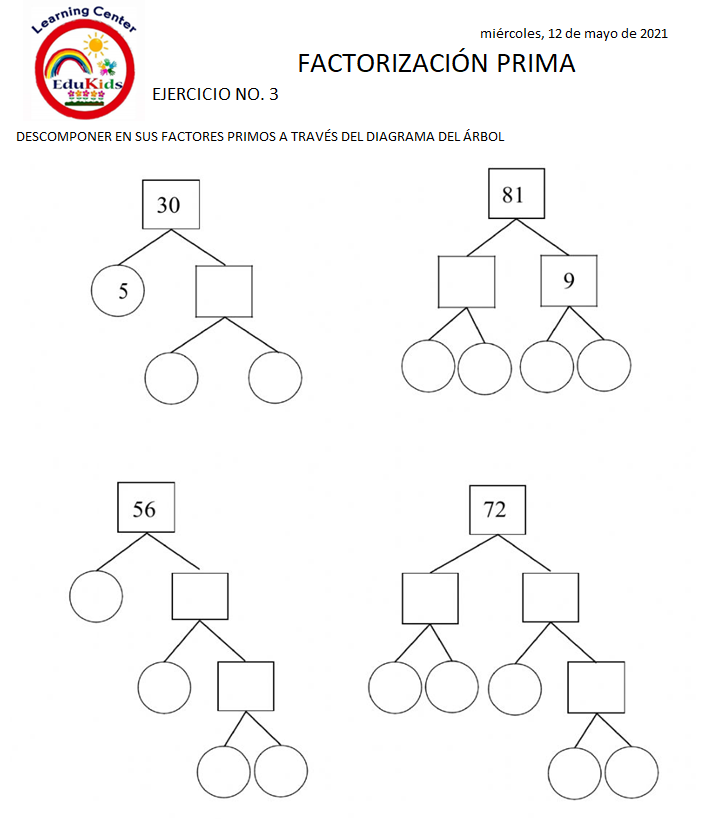 Learning Center
EduKids
miércoles, 12 de mayo de 2021
FACTORIZACIÓN PRIMA
EJERCICIO NO. 3
DESCOMPONER EN SUS FACTORES PRIMOS A TRAVÉS DEL DIAGRAMA DEL ÁRBOL
30
81
5
9
56
72